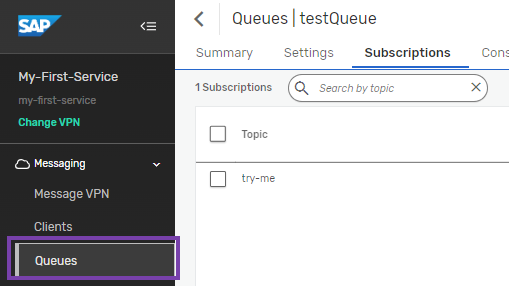 SAP
My-First-Service
my-first-service
Change VPN
Messaging
Message VPN
Clients
Queues
Queues | testQueue
Summary Settings Subscriptions Cons
1 Subscriptions Search by topic
Topic
try-me